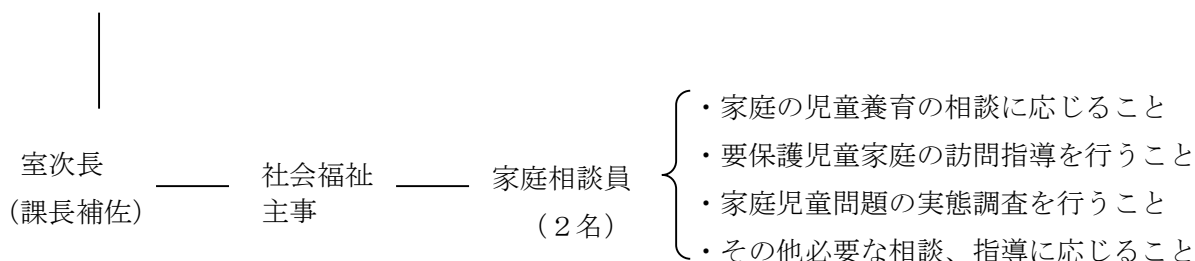 室次長
（課長補佐）
社会福祉
主事
家庭相談員
（２名）
・家庭の児童養育の相談に応じること
・要保護児童家庭の訪問指導を行うこと
・家庭児童問題の実態調査を行うこと
・その他必要な相談、指導に応じること